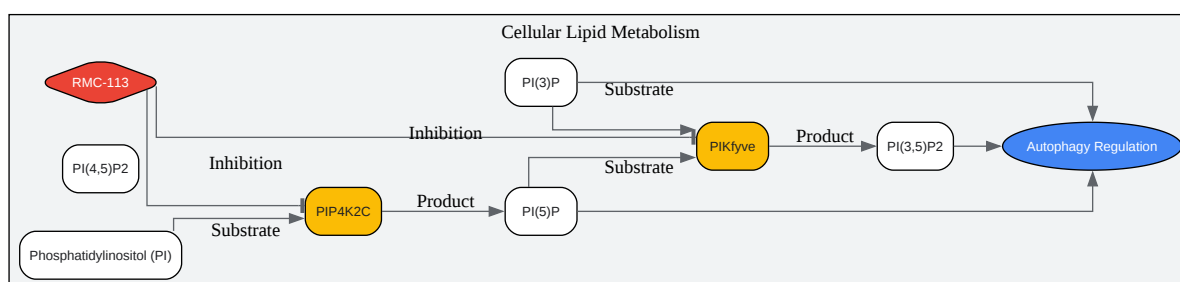 Cellular Lipid Metabolism
RMC-113
PI(3)P
Substrate
Inhibition
PIKfyve
Product
PI(3,5)P2
Autophagy Regulation
PI(4,5)P2
Inhibition
Substrate
PIP4K2C
Product
PI(5)P
Substrate
Phosphatidylinositol (PI)